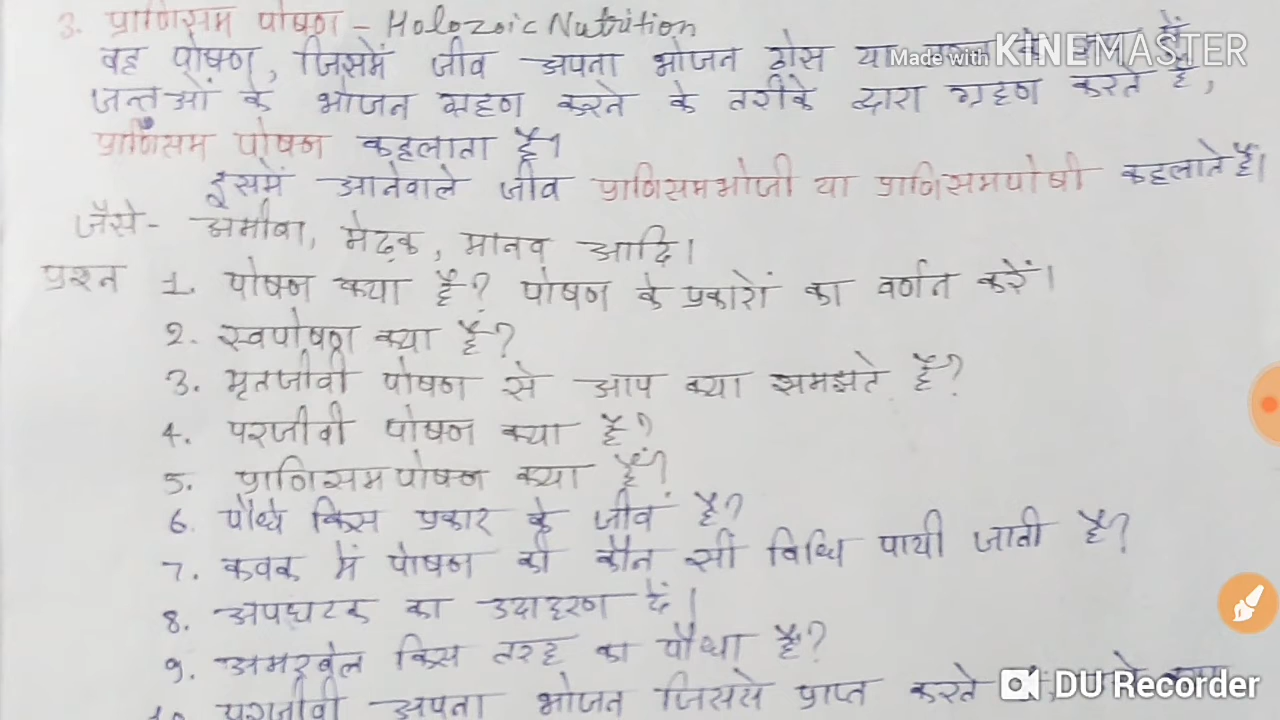 3. प्राणिसम पोषण - Holozoic Nutrition
वह पोषण, जिसमें जीव अपना भोजन ठोस या
Made with KINEMASTER
जन्तुओं के भोजन ग्रहण करने के तरीके द्वारा ग्रहण करते हैं,
प्राणिसम पोषण कहलाता है।
इसमें आनेवाले जीव प्राणिसमभोजी या प्राणिसमपोषी कहलाते हैं।
जैसे- अमीबा, मेढ़क, मानव आदि।
प्रश्न 1. पोषण क्या है? पोषण के प्रकारों का वर्णन करें।
2. स्वपोषण क्या है?
3. मृतजीवी पोषण से आप क्या समझते हैं?
4. परजीवी पोषण क्या है?
5. प्राणिसमपोषण क्या है?
6. पौधे किस प्रकार के जीव हैं?
7. कवक में पोषण की कौन सी विधि पायी जाती है?
8. अपघटक का उदाहरण दें।
9. अमरबेल किस तरह का पौधा है?
10. परजीवी अपना भोजन जिससे प्राप्त करते
DU Recorder